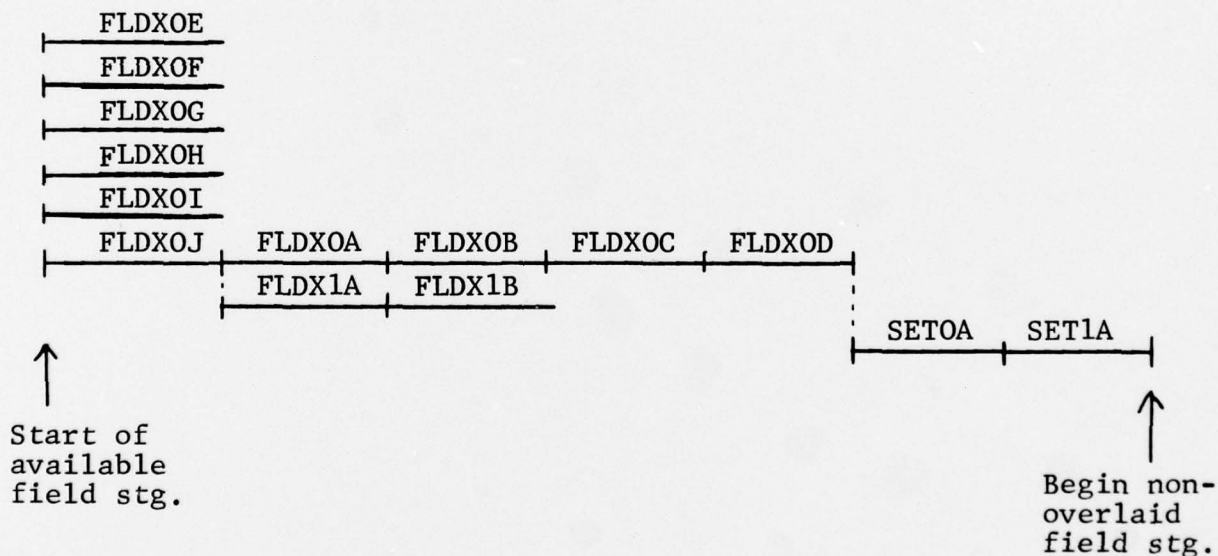 FLDXOE
FLDXOF
FLDXOG
FLDXOH
FLDXOI
FLDXOJ FLDXOA FLDXOB FLDXOC FLDXOD
FLDX1A FLDX1B
SETOA SET1A
Start of
available
field stg.
Begin non-
overlaid
field stg.